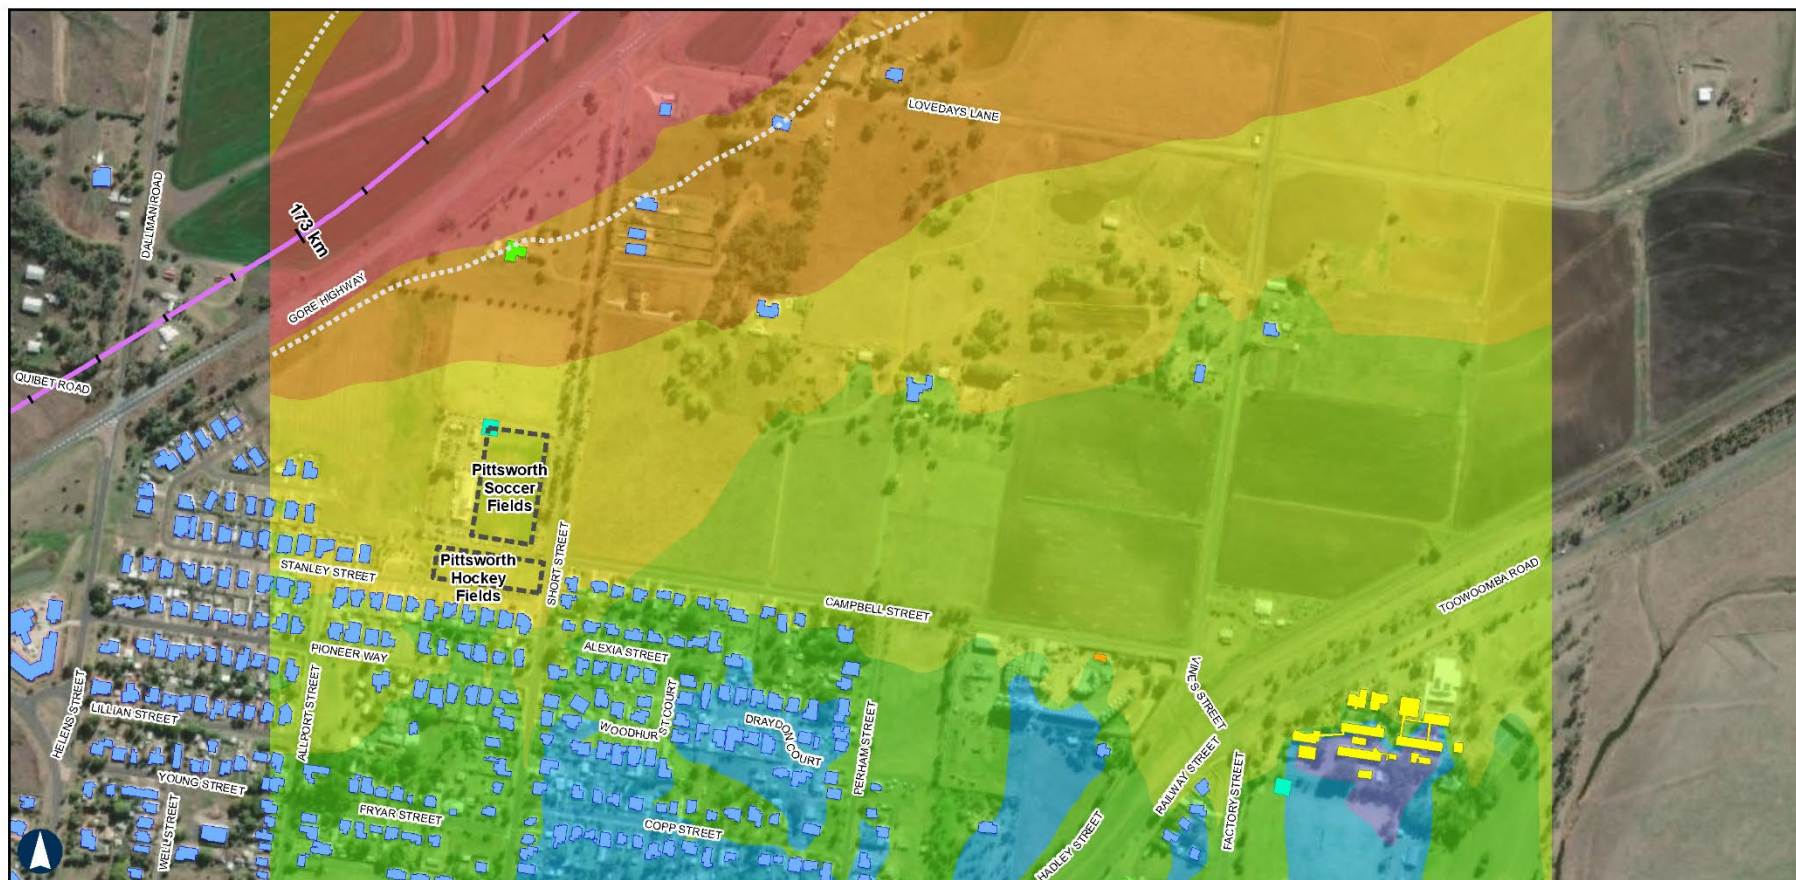 LOVEDAYS LANE
DALLMAN ROAD
173 km
GORE HIGHWAY
QUIBET ROAD
Pittsworth
Soccer
Fields
SHORT STREET
Pittsworth
Hockey
Fields
STANLEY STREET
TOOWOOMBA ROAD
CAMPBELL STREET
PIONEER WAY
ALEXIA STREET
ALLPORT STREET
HELENS STREET
LILLIAN STREET
ST COURT
WOODHUR
DRAYDON COURT
PERHAM STREET
VINES STREET
YOUNG STREET
RAILWAY STREET
FACTORY STREET
WELL STREET
FRYAR STREET
COPP STREET
HADLEY STREET